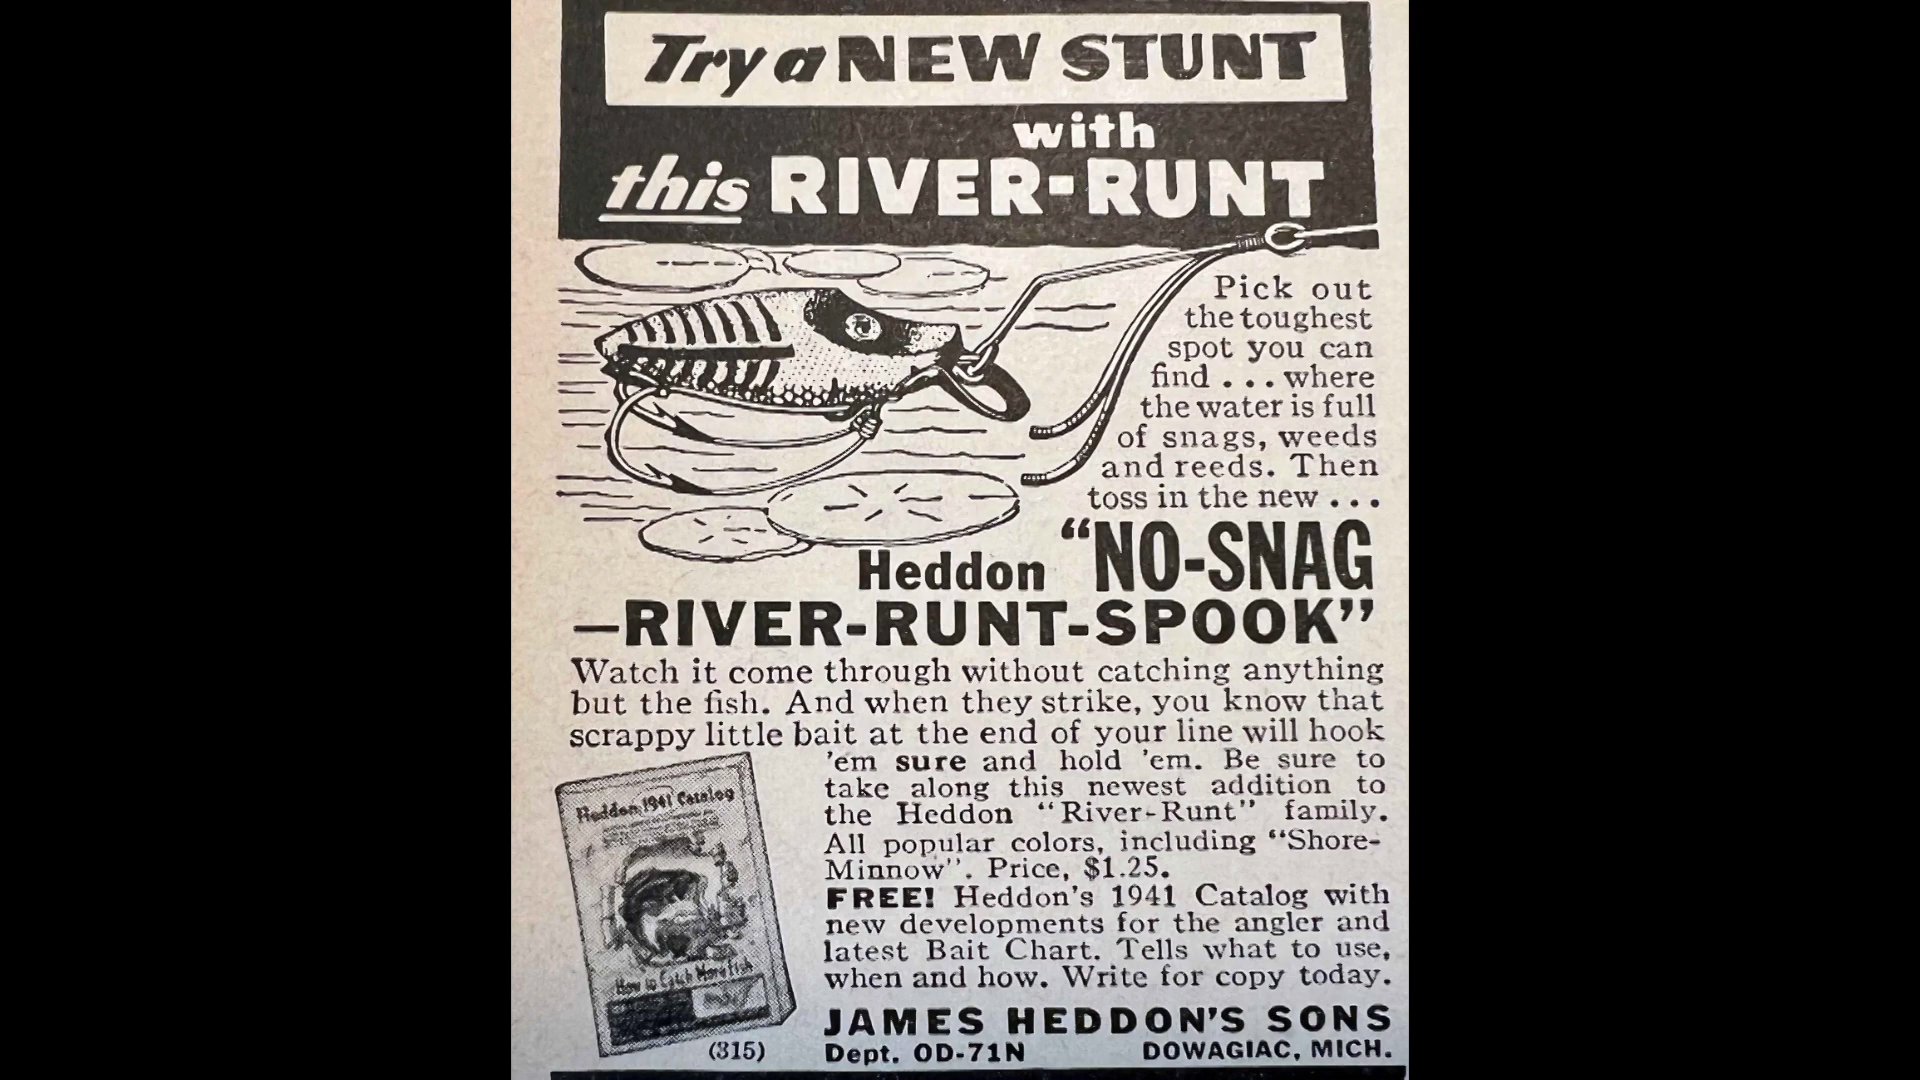 Try a NEW STUNT
with
this RIVER-RUNT
Pick out
the toughest
spot you can
find . . . where
the water is full
of snags, weeds
and reeds. Then
toss in the new . . .
Heddon "NO-SNAG
—RIVER-RUNT-SPOOK"
Watch it come through without catching anything
but the fish. And when they strike, you know that
scrappy little bait at the end of your line will hook
'em sure and hold 'em. Be sure to
take along this newest addition to
the Heddon "River-Runt" family.
All popular colors, including "Shore-
Minnow". Price, $1.25.
FREE! Heddon's 1941 Catalog with
new developments for the angler and
latest Bait Chart. Tells what to use,
when and how. Write for copy today.
JAMES HEDDON'S SONS
Dept. OD-71N DOWAGIAC, MICH.
Heddon 1941 Catalog
How to Catch More Fish
(315)